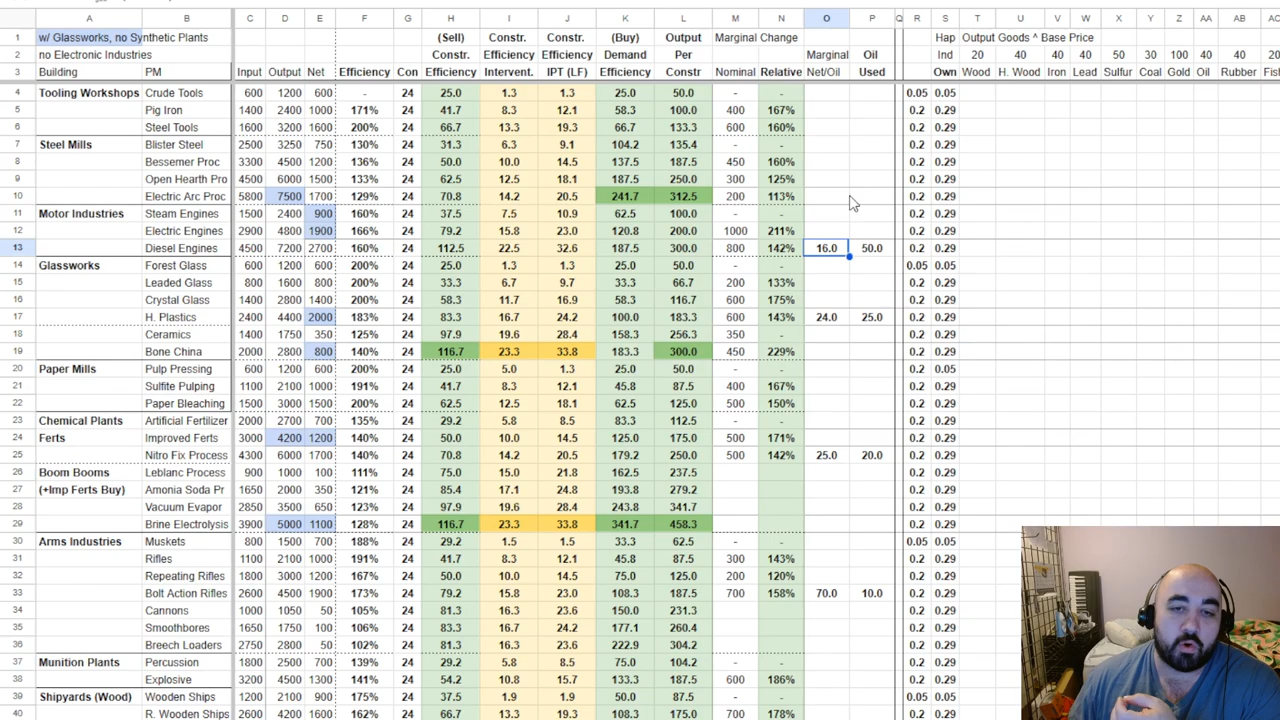 A B C D E F G H I J K L M N O P Q R S T U V W X Y Z AA AB AC
1 w/ Glassworks, no Synthetic Plants (Sell) Constr. Constr. (Buy) Output Marginal Change Hap Output Goods ^ Base Price
2 no Electronic Industries Constr. Efficiency Efficiency Demand Per Marginal Oil Ind 20 40 40 40 50 30 100 40 40 20
3 Building PM Input Output Net Efficiency Con Efficiency Intervent. IPT (LF) Efficiency Constr Nominal Relative Net/Oil Used Own Wood H. Wood Iron Lead Sulfur Coal Gold Oil Rubber
4 Tooling Workshops Crude Tools 600 1200 600 - 24 25.0 1.3 1.3 25.0 50.0 - - 0.05 0.05
5 Pig Iron 1400 2400 1000 171% 24 41.7 8.3 12.1 58.3 100.0 400 167% 0.2 0.29
6 Steel Tools 1600 3200 1600 200% 24 66.7 13.3 19.3 66.7 133.3 600 160% 0.2 0.29
7 Steel Mills Blister Steel 2500 3250 750 130% 24 31.3 6.3 9.1 104.2 135.4 - - 0.2 0.29
8 Bessemer Proc 3300 4500 1200 136% 24 50.0 10.0 14.5 137.5 187.5 450 160% 0.2 0.29
9 Open Hearth Pro 4500 6000 1500 133% 24 62.5 12.5 18.1 187.5 250.0 300 125% 0.2 0.29
10 Electric Arc Proc 5800 7500 1700 129% 24 70.8 14.2 20.5 241.7 312.5 200 113% 0.2 0.29
11 Motor Industries Steam Engines 1500 2400 900 160% 24 37.5 7.5 10.9 62.5 100.0 - - 0.2 0.29
12 Electric Engines 2900 4800 1900 166% 24 79.2 15.8 23.0 120.8 200.0 1000 211% 0.2 0.29
13 Diesel Engines 4500 7200 2700 160% 24 112.5 22.5 32.6 187.5 300.0 800 142% 16.0 50.0 0.2 0.29
14 Glassworks Forest Glass 600 1200 600 200% 24 25.0 1.3 1.3 25.0 50.0 - - 0.05 0.05
15 Leaded Glass 800 1600 800 200% 24 33.3 6.7 9.7 33.3 66.7 200 133% 0.2 0.29
16 Crystal Glass 1400 2800 1400 200% 24 58.3 11.7 16.9 58.3 116.7 600 175% 0.2 0.29
17 H. Plastics 2400 4400 2000 183% 24 83.3 16.7 24.2 100.0 183.3 600 143% 24.0 25.0 0.2 0.29
18 Ceramics 1400 1750 350 125% 24 97.9 19.6 28.4 158.3 256.3 350 - 0.2 0.29
19 Bone China 2000 2800 800 140% 24 116.7 23.3 33.8 183.3 300.0 450 229% 0.2 0.29
20 Paper Mills Pulp Pressing 600 1200 600 200% 24 25.0 5.0 1.3 25.0 50.0 - - 0.2 0.05
21 Sulfite Pulping 1100 2100 1000 191% 24 41.7 8.3 12.1 45.8 87.5 400 167% 0.2 0.29
22 Paper Bleaching 1500 3000 1500 200% 24 62.5 12.5 18.1 62.5 125.0 500 150% 0.2 0.29
23 Chemical Plants Artificial Fertilizer 2000 2700 700 135% 24 29.2 5.8 8.5 83.3 112.5 - - 0.2 0.29
24 Ferts Improved Ferts 3000 4200 1200 140% 24 50.0 10.0 14.5 125.0 175.0 500 171% 0.2 0.29
25 Nitro Fix Process 4300 6000 1700 140% 24 70.8 14.2 20.5 179.2 250.0 500 142% 25.0 20.0 0.2 0.29
26 Boom Booms Leblanc Process 900 1000 100 111% 24 75.0 15.0 21.8 162.5 237.5 0.2 0.29
27 (+Imp Ferts Buy) Amonia Soda Pr 1650 2000 350 121% 24 85.4 17.1 24.8 193.8 279.2 0.2 0.29
28 Vacuum Evapor 2850 3500 650 123% 24 97.9 19.6 28.4 243.8 341.7 0.2 0.29
29 Brine Electrolysis 3900 5000 1100 128% 24 116.7 23.3 33.8 341.7 458.3 0.2 0.29
30 Arms Industries Muskets 800 1500 700 188% 24 29.2 1.5 1.5 33.3 62.5 - - 0.05 0.05
31 Rifles 1100 2100 1000 191% 24 41.7 8.3 12.1 45.8 87.5 300 143% 0.2 0.29
32 Repeating Rifles 1800 3000 1200 167% 24 50.0 10.0 14.5 75.0 125.0 200 120% 0.2 0.29
33 Bolt Action Rifles 2600 4500 1900 173% 24 79.2 15.8 23.0 108.3 187.5 700 158% 70.0 10.0 0.2 0.29
34 Cannons 1000 1050 50 105% 24 81.3 16.3 23.6 150.0 231.3 0.2 0.29
35 Smoothbores 1650 1750 100 106% 24 83.3 16.7 24.2 177.1 260.4 0.2 0.29
36 Breech Loaders 2750 2800 50 102% 24 81.3 16.3 23.6 222.9 304.2 0.2 0.29
37 Munition Plants Percussion 1800 2500 700 139% 24 29.2 5.8 8.5 75.0 104.2 - - 0.2 0.29
38 Explosive 3200 4500 1300 141% 24 54.2 10.8 15.7 133.3 187.5 600 186% 0.2 0.29
39 Shipyards (Wood) Wooden Ships 1200 2100 900 175% 24 37.5 1.9 1.9 50.0 87.5 - - 0.05 0.05
40 R. Wooden Ships 2600 4200 1600 162% 24 66.7 13.3 19.3 108.3 175.0 700 178% 0.2 0.29